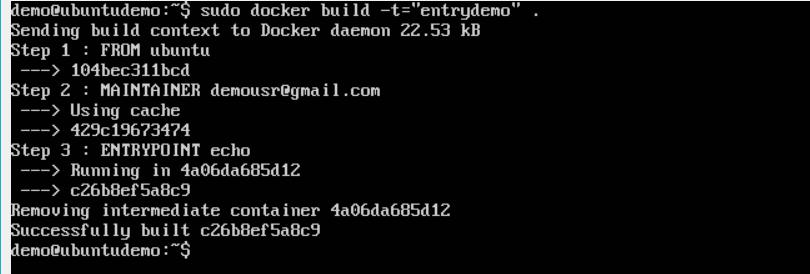 demo@ubuntudemo:~$ sudo docker build -t="entrydemo" .
Sending build context to Docker daemon 22.53 kB
Step 1 : FROM ubuntu
---> 104bec311bcd
Step 2 : MAINTAINER demousr@gmail.com
---> Using cache
---> 429c19673474
Step 3 : ENTRYPOINT echo
---> Running in 4a06da685d12
---> c26b8ef5a8c9
Removing intermediate container 4a06da685d12
Successfully built c26b8ef5a8c9
demo@ubuntudemo:~$